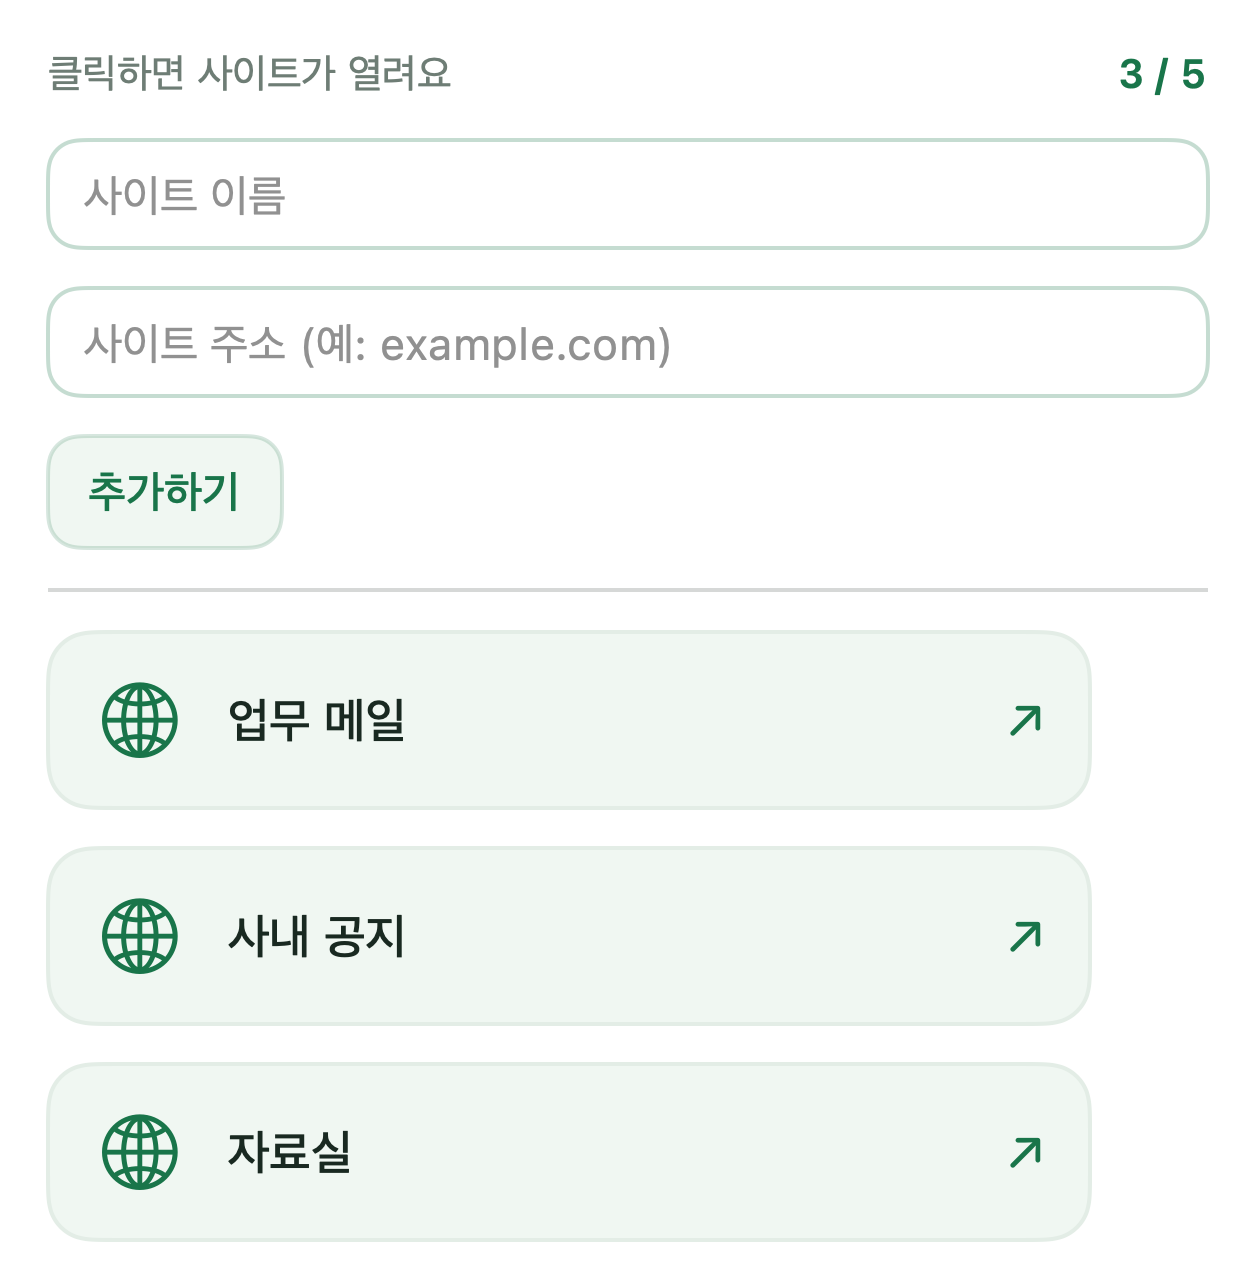 클릭하면 사이트가 열려요 3 / 5
사이트 이름
사이트 주소 (예: example.com)
추가하기
업무 메일
사내 공지
자료실